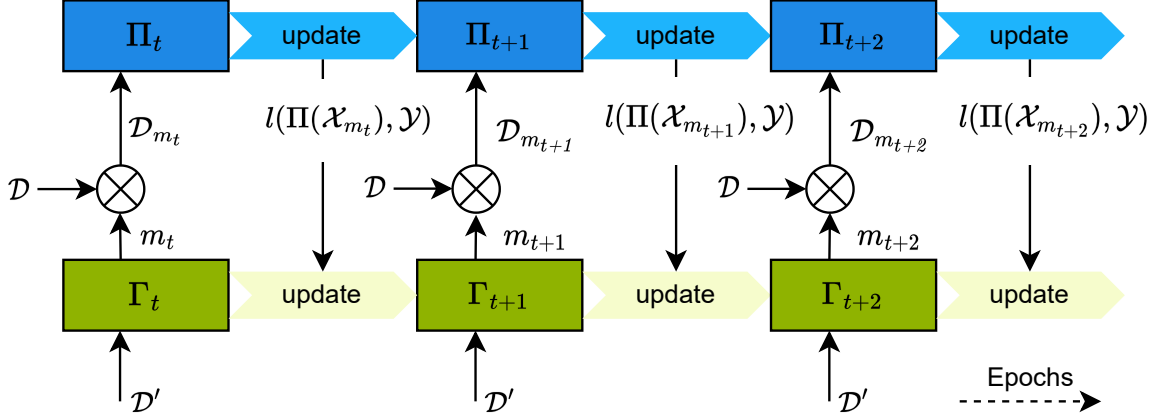 Π_t update Π_{t+1} update Π_{t+2} update
l(Π(𝒳_{m_t}), 𝒴) l(Π(𝒳_{m_{t+1}}), 𝒴) l(Π(𝒳_{m_{t+2}}), 𝒴)
𝒟_{m_t} 𝒟_{m_{t+1}} 𝒟_{m_{t+2}}
𝒟 𝒟 𝒟
m_t m_{t+1} m_{t+2}
Γ_t update Γ_{t+1} update Γ_{t+2} update
Epochs
𝒟′ 𝒟′ 𝒟′